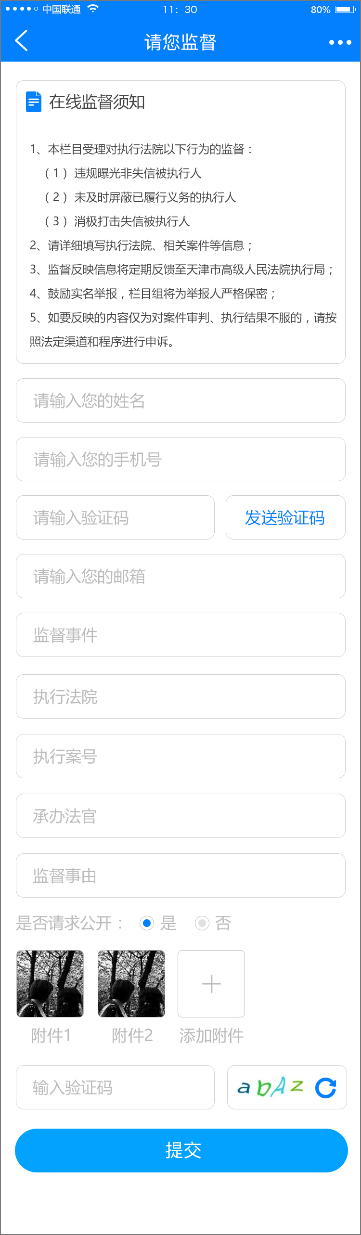 中国联通 11：30 80%
请您监督
在线监督须知
1、本栏目受理对执行法院以下行为的监督：
（1）违规曝光非失信被执行人
（2）未及时屏蔽已履行义务的执行人
（3）消极打击失信被执行人
2、请详细填写执行法院、相关案件等信息；
3、监督反映信息将定期反馈至天津市高级人民法院执行局；
4、鼓励实名举报，栏目组将为举报人严格保密；
5、如要反映的内容仅为对案件审判、执行结果不服的，请按
照法定渠道和程序进行申诉。
请输入您的姓名
请输入您的手机号
请输入验证码 发送验证码
请输入您的邮箱
监督事件
执行法院
执行案号
承办法官
监督事由
是否请求公开： 是 否
附件1 附件2 添加附件
输入验证码 abAz
提交